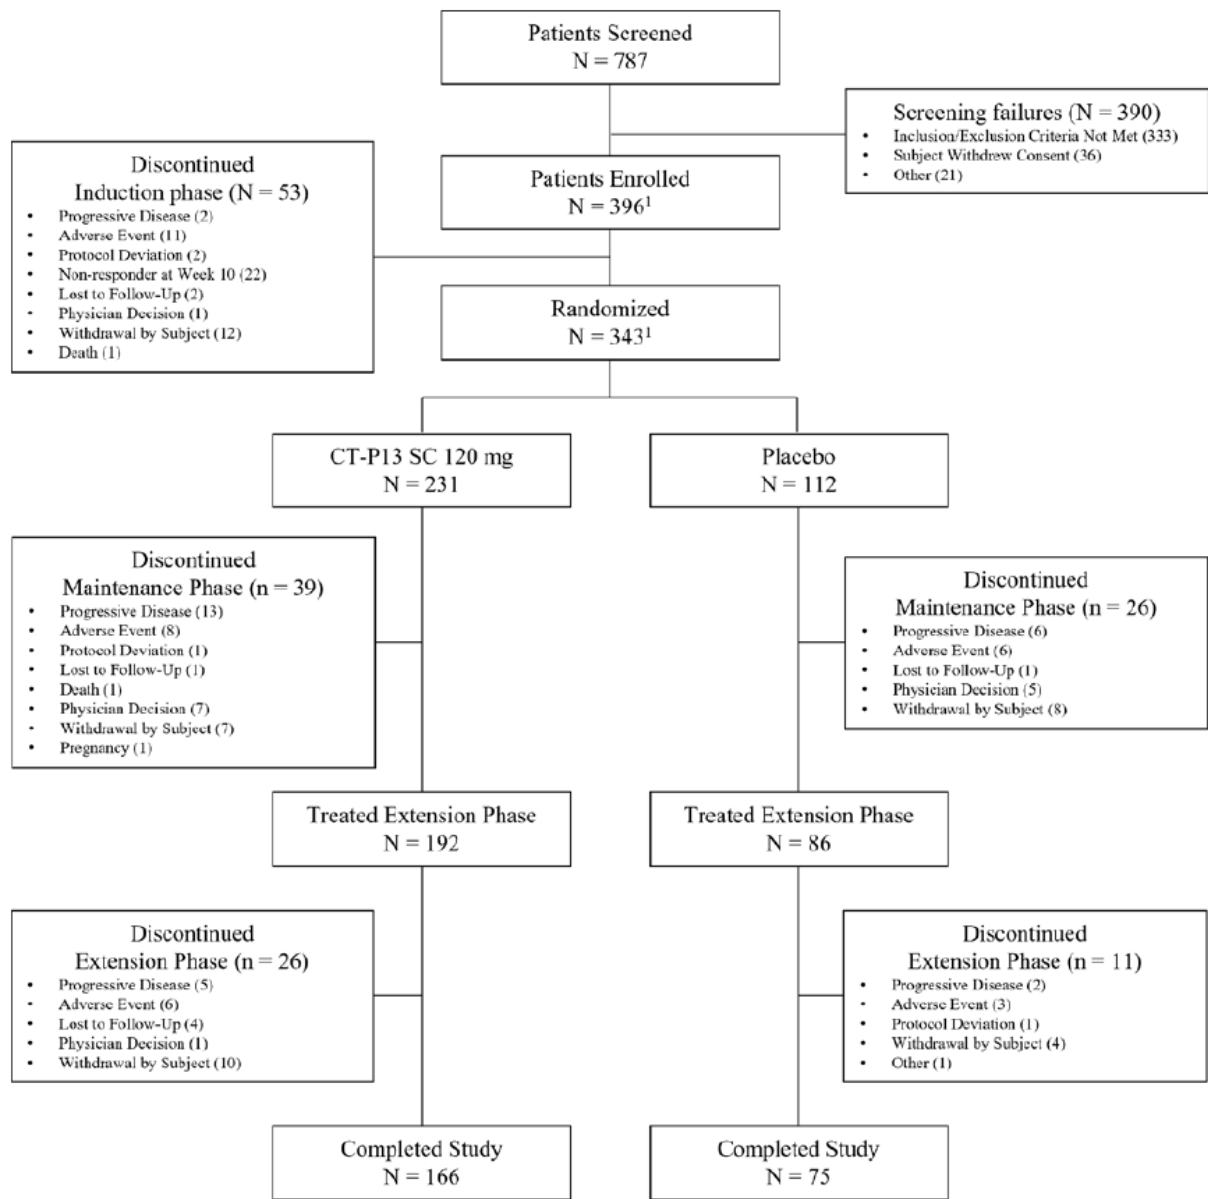 Patients Screened
N = 787
Screening failures (N = 390)
• Inclusion/Exclusion Criteria Not Met (333)
• Subject Withdrew Consent (36)
• Other (21)
Discontinued
Induction phase (N = 53)
• Progressive Disease (2)
• Adverse Event (11)
• Protocol Deviation (2)
• Non-responder at Week 10 (22)
• Lost to Follow-Up (2)
• Physician Decision (1)
• Withdrawal by Subject (12)
• Death (1)
Patients Enrolled
N = 396¹
Randomized
N = 343¹
CT-P13 SC 120 mg
N = 231
Placebo
N = 112
Discontinued
Maintenance Phase (n = 39)
• Progressive Disease (13)
• Adverse Event (8)
• Protocol Deviation (1)
• Lost to Follow-Up (1)
• Death (1)
• Physician Decision (7)
• Withdrawal by Subject (7)
• Pregnancy (1)
Discontinued
Maintenance Phase (n = 26)
• Progressive Disease (6)
• Adverse Event (6)
• Lost to Follow-Up (1)
• Physician Decision (5)
• Withdrawal by Subject (8)
Treated Extension Phase
N = 192
Treated Extension Phase
N = 86
Discontinued
Extension Phase (n = 26)
• Progressive Disease (5)
• Adverse Event (6)
• Lost to Follow-Up (4)
• Physician Decision (1)
• Withdrawal by Subject (10)
Discontinued
Extension Phase (n = 11)
• Progressive Disease (2)
• Adverse Event (3)
• Protocol Deviation (1)
• Withdrawal by Subject (4)
• Other (1)
Completed Study
N = 166
Completed Study
N = 75